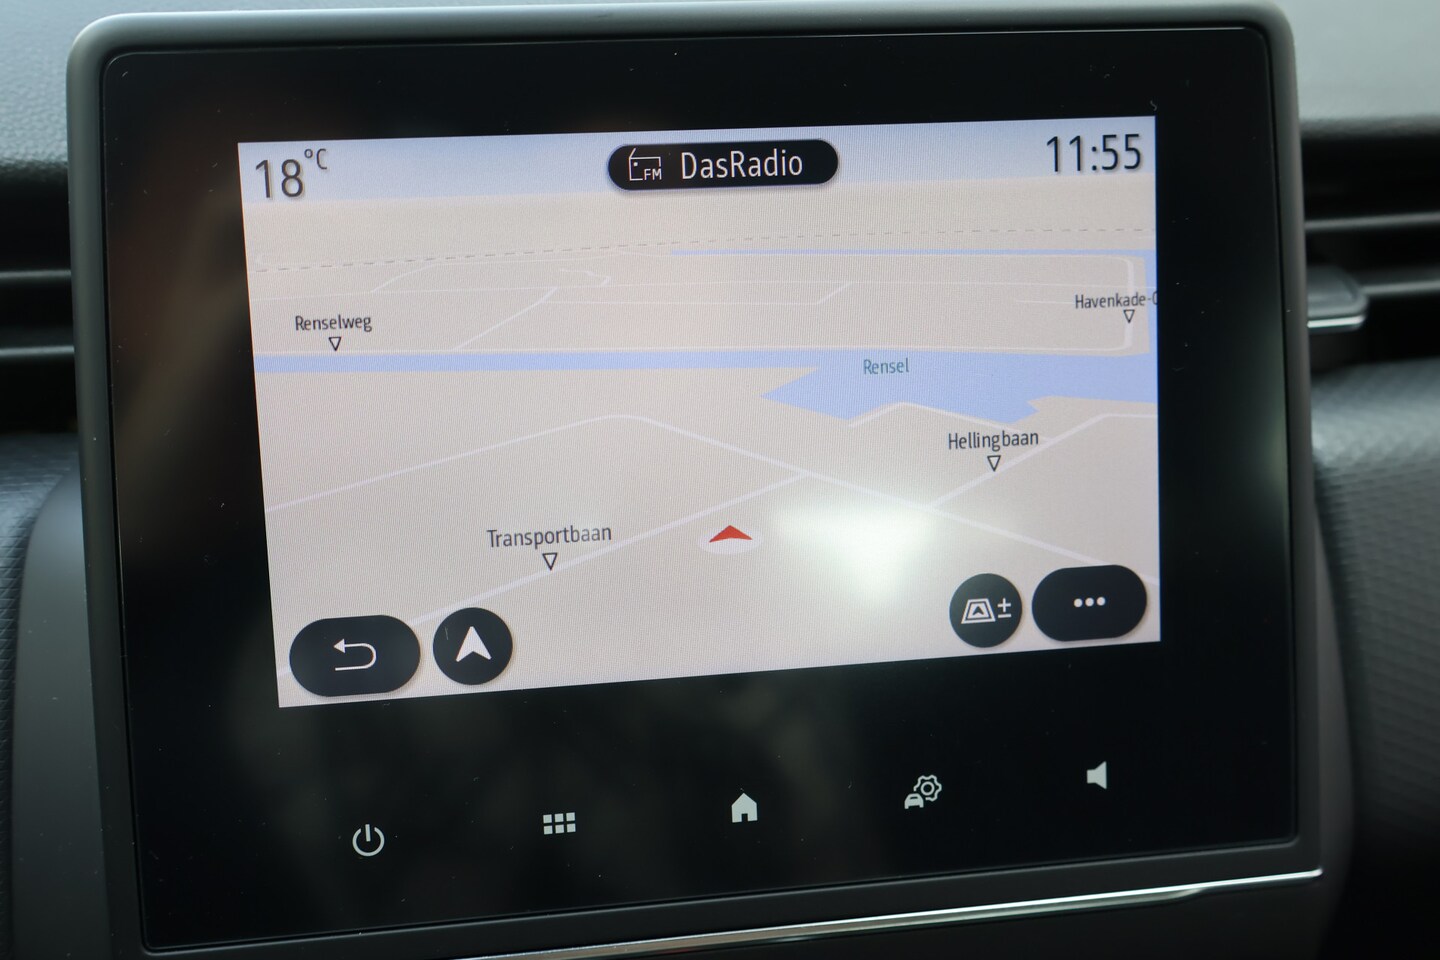 18°C
FM DasRadio
11:55
Renselweg
Havenkade-
Rensel
Hellingbaan
Transportbaan